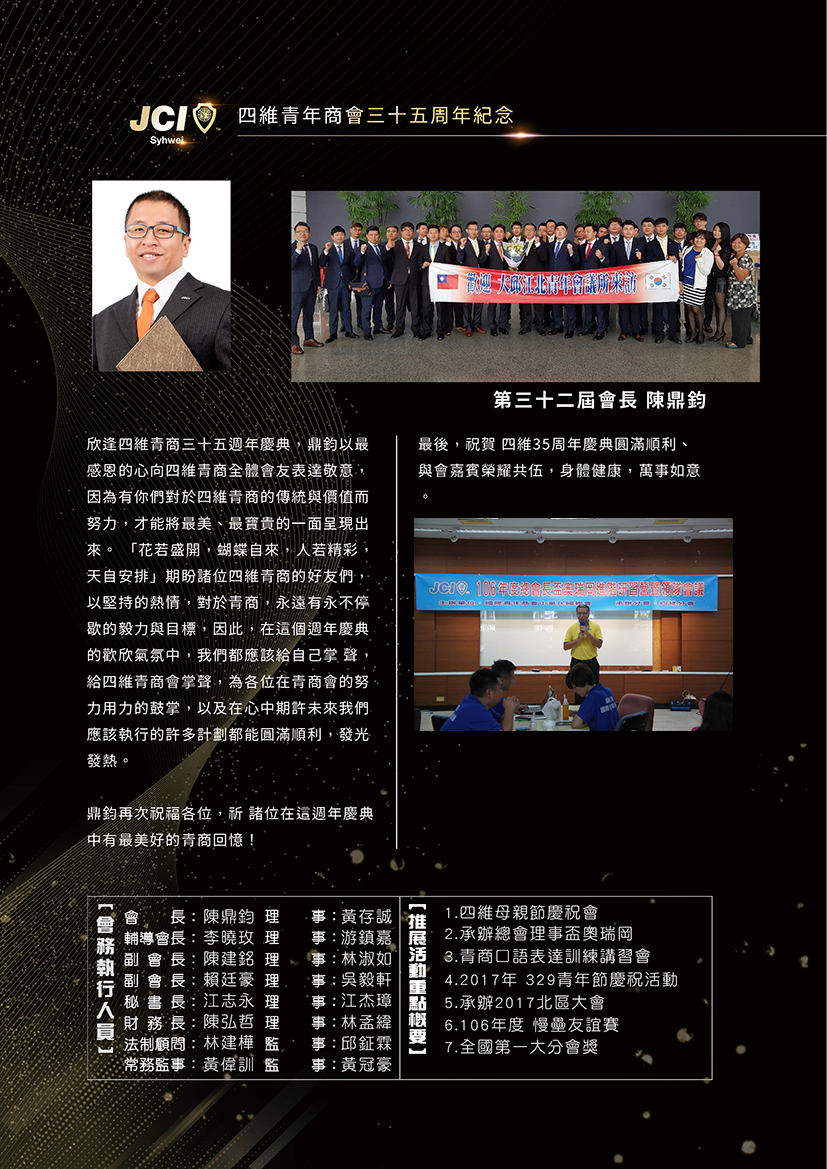 JCI
Syhwei
四維青年商會三十五周年紀念
歡迎 大邱江北青年會議所來訪
第三十二屆會長 陳鼎鈞
欣逢四維青商三十五週年慶典，鼎鈞以最
感恩的心向四維青商全體會友表達敬意，
因為有你們對於四維青商的傳統與價值而
努力，才能將最美、最寶貴的一面呈現出
來。 「花若盛開，蝴蝶自來，人若精彩，
天自安排」期盼諸位四維青商的好友們，
以堅持的熱情，對於青商，永遠有永不停
歇的毅力與目標，因此，在這個週年慶典
的歡欣氣氛中，我們都應該給自己掌 聲，
給四維青商會掌聲，為各位在青商會的努
力用力的鼓掌，以及在心中期許未來我們
應該執行的許多計劃都能圓滿順利，發光
發熱。
鼎鈞再次祝福各位，祈 諸位在這週年慶典
中有最美好的青商回憶！
最後，祝賀 四維35周年慶典圓滿順利、
與會嘉賓榮耀共伍，身體健康，萬事如意
。
JCI 106年度總會長盃奧瑞岡進階研習營暨領隊會議
【會務執行人員】
會長：陳鼎鈞 理事：黃存誠
輔導會長：李曉玫 理事：游鎮嘉
副會長：陳建銘 理事：林淑如
副會長：賴廷豪 理事：吳毅軒
秘書長：江志永 理事：江杰璋
財務長：陳弘哲 理事：林孟緯
法制顧問：林建樺 監事：邱鉦霖
常務監事：黃偉訓 監事：黃冠豪
【推展活動重點概要】
1.四維母親節慶祝會
2.承辦總會理事盃奧瑞岡
3.青商口語表達訓練講習會
4.2017年 329青年節慶祝活動
5.承辦2017北區大會
6.106年度 慢壘友誼賽
7.全國第一大分會獎